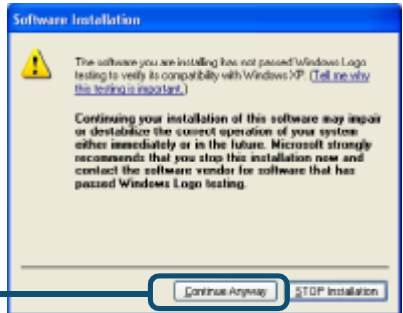 Software Installation
The software you are installing has not passed Windows Logo
testing to verify its compatibility with Windows XP. (Tell me why
this testing is important.)
Continuing your installation of this software may impair
or destabilize the correct operation of your system
either immediately or in the future. Microsoft strongly
recommends that you stop this installation now and
contact the software vendor for software that has
passed Windows Logo testing.
Continue Anyway STOP Installation